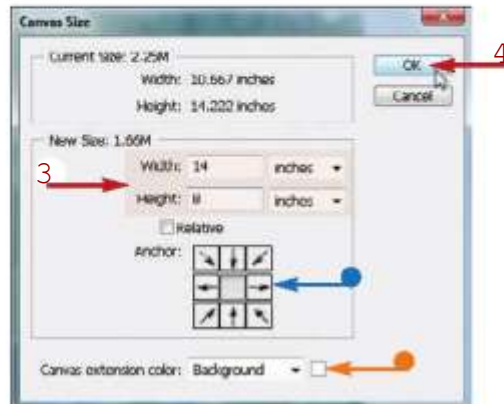 Canvas Size
Current Size: 2.25M
Width: 10.667 inches
Height: 14.222 inches
OK
4
Cancel
New Size: 1.66M
3
Width: 14 inches
Height: 8 inches
Relative
Anchor:
Canvas extension color: Background